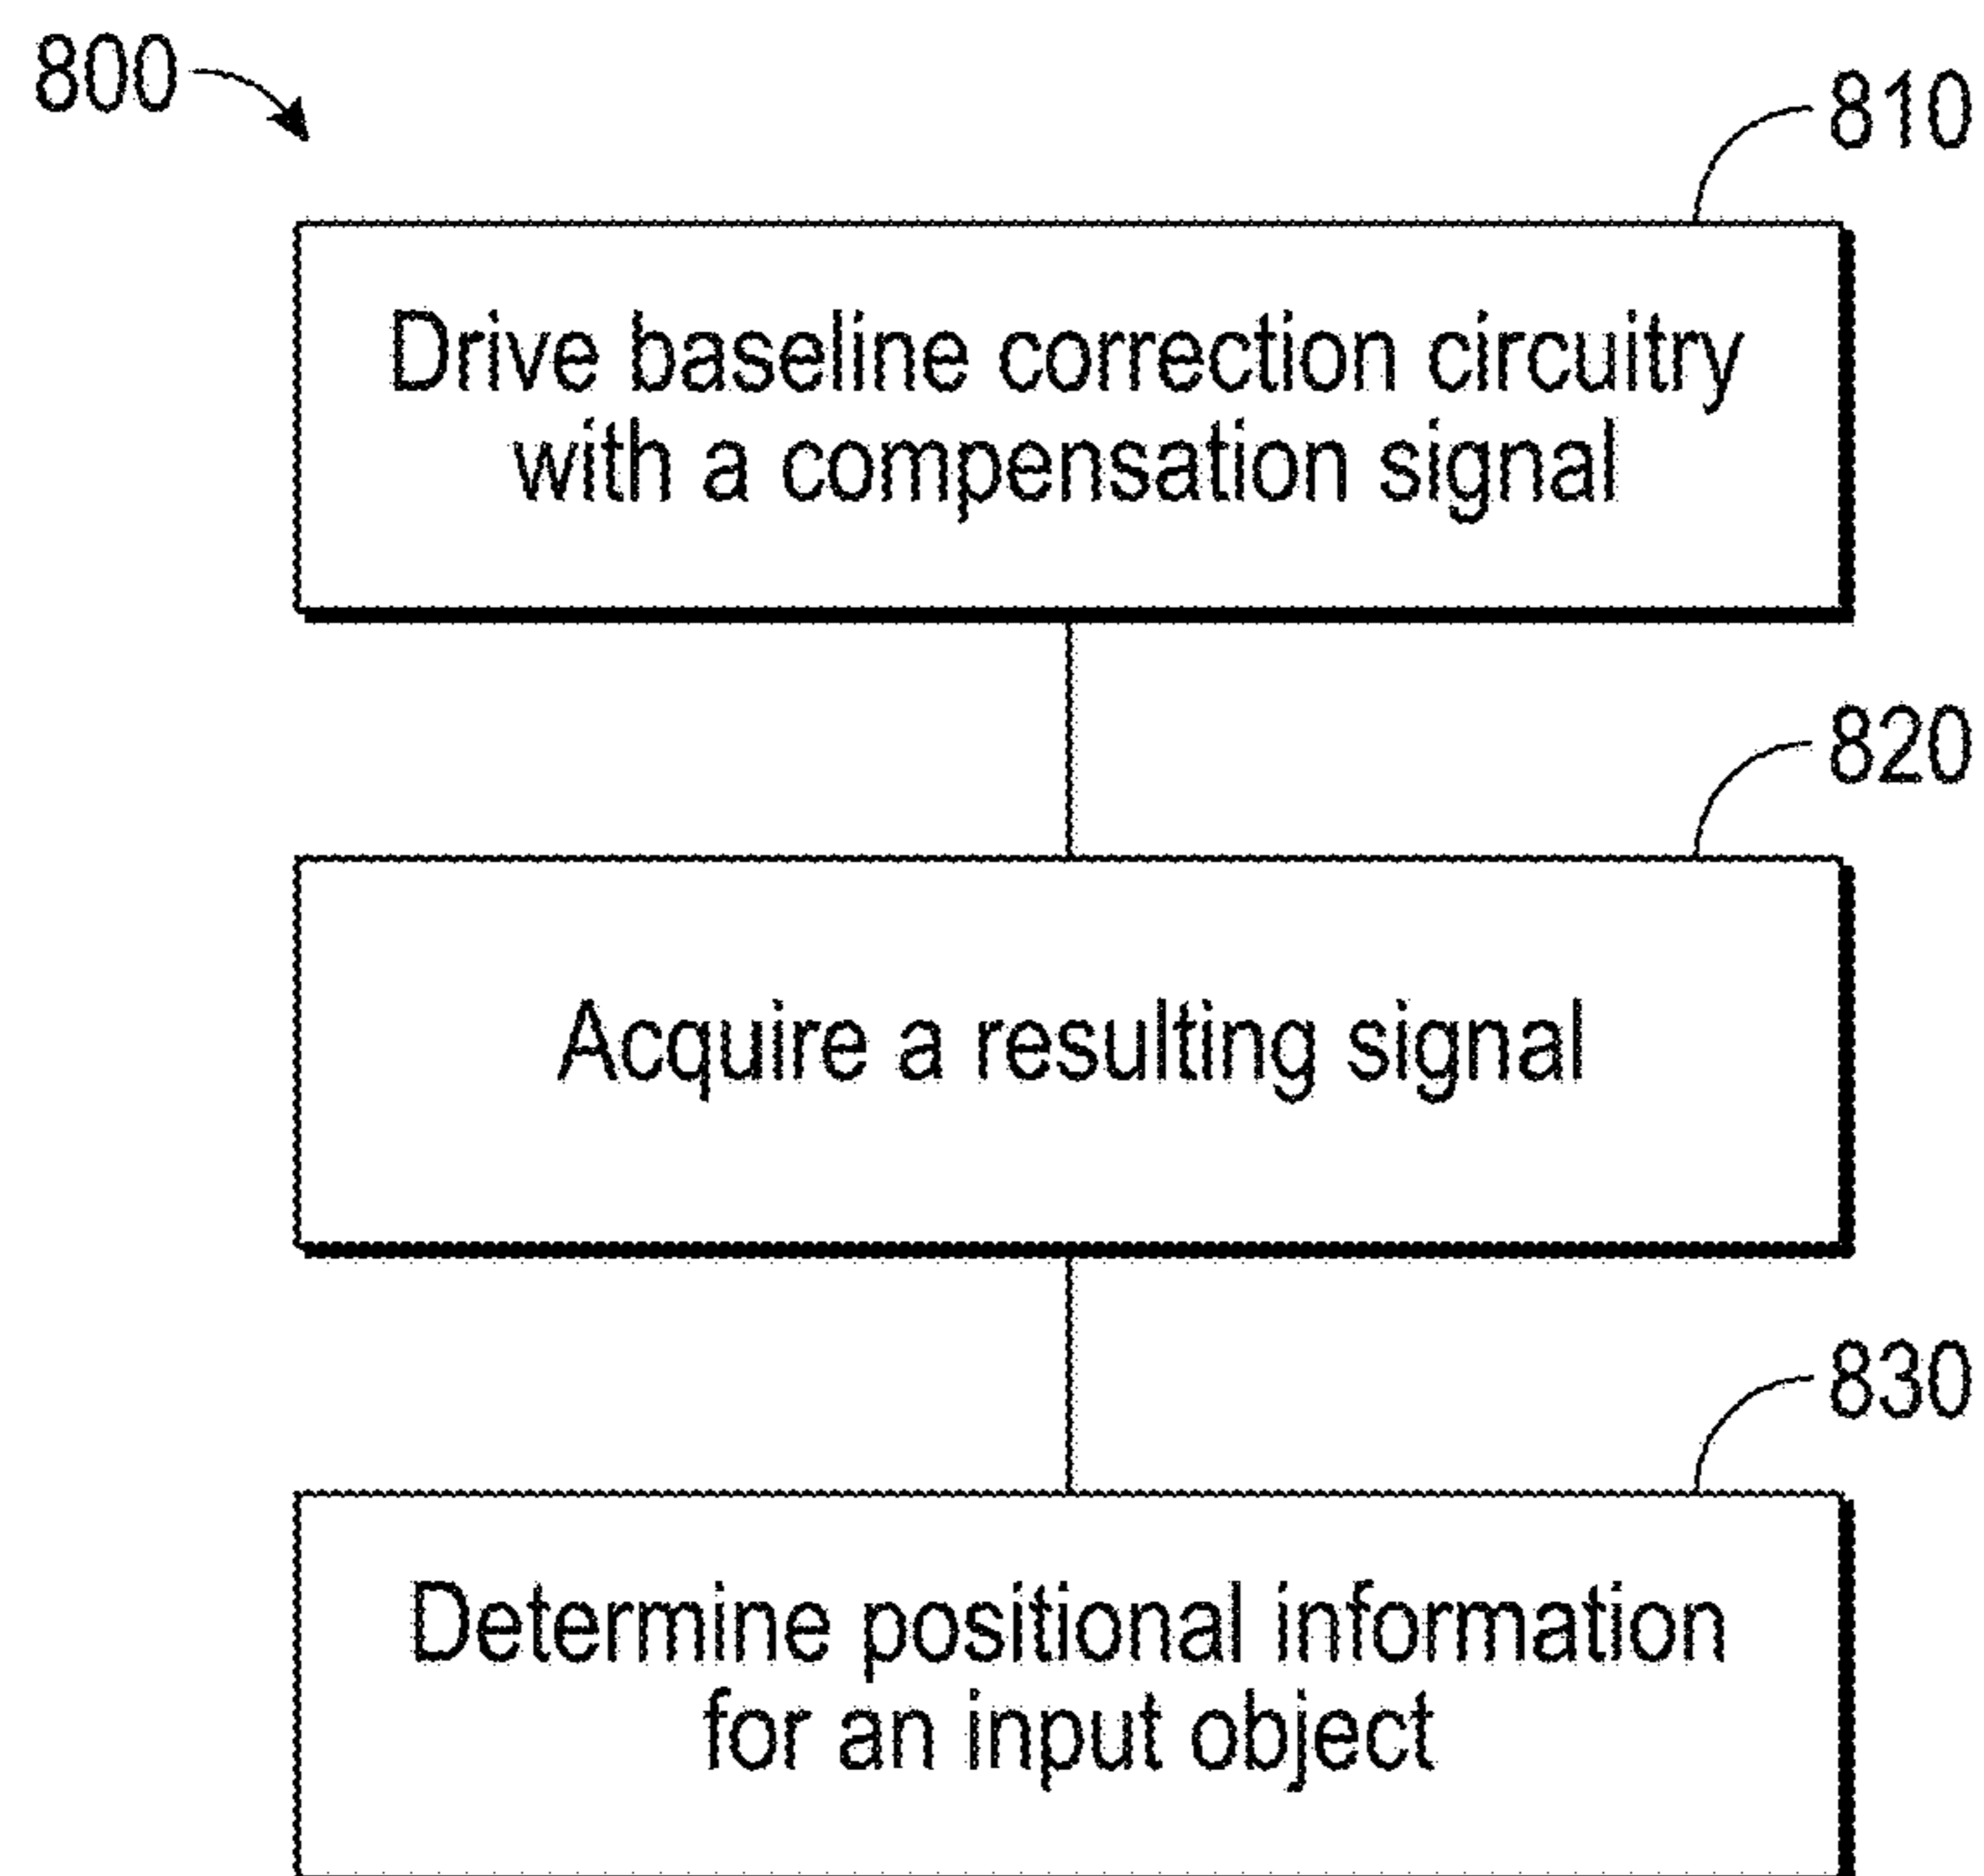 800
810
Drive baseline correction circuitry
with a compensation signal
820
Acquire a resulting signal
830
Determine positional information
for an input object